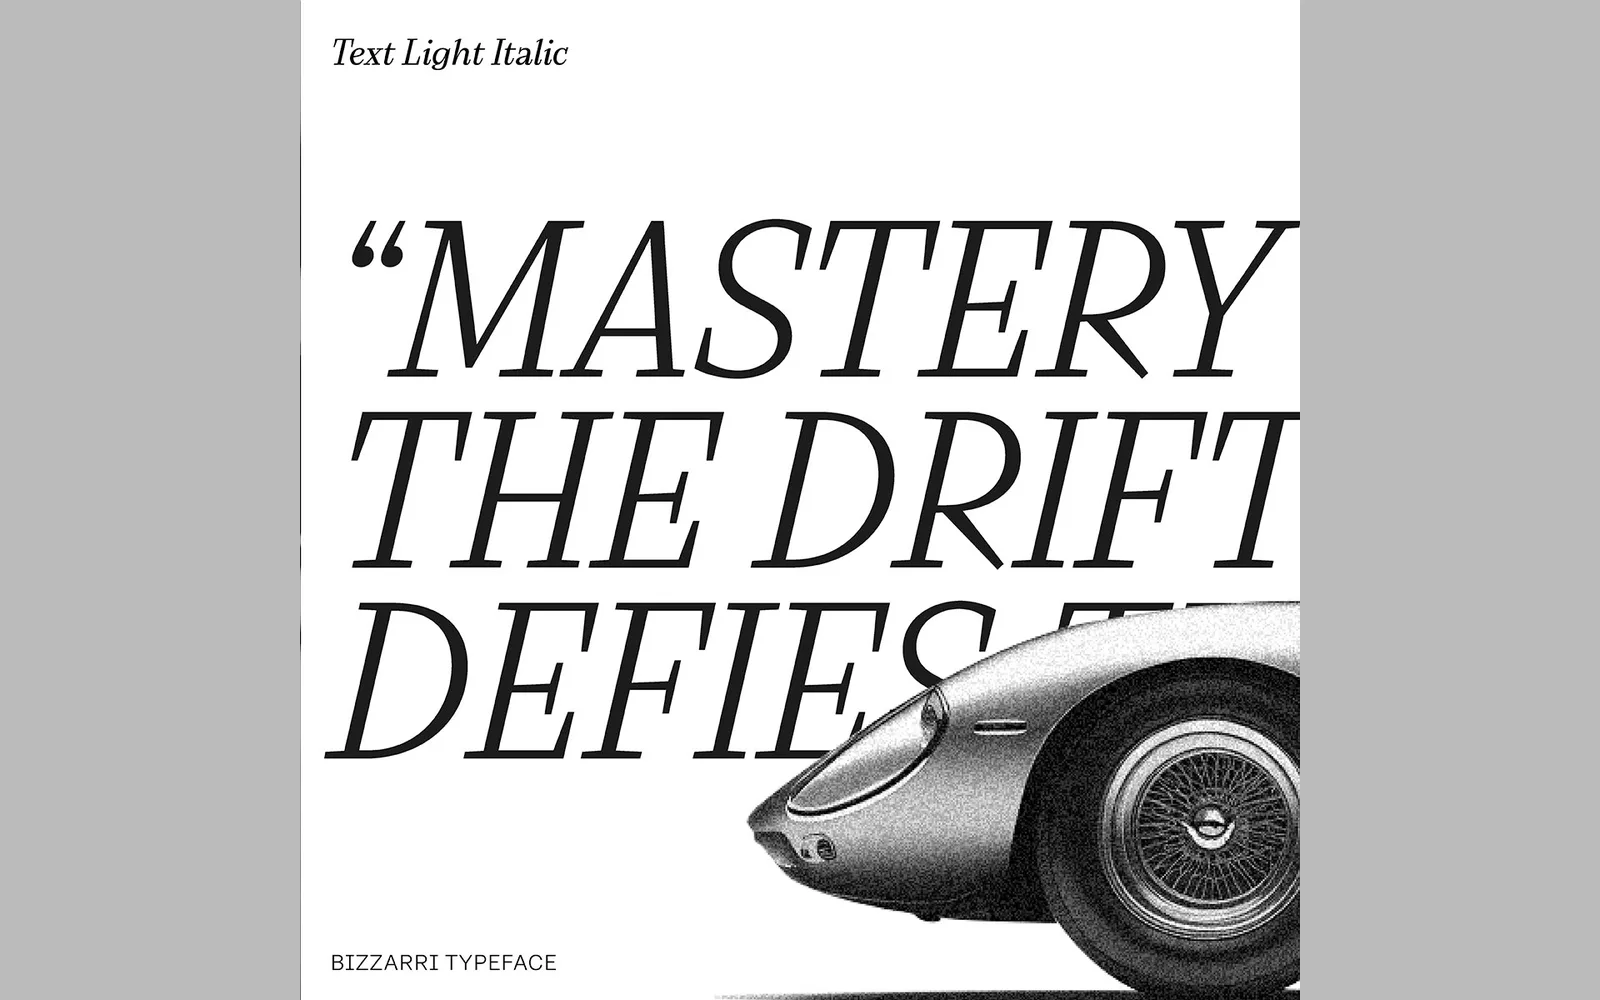 Text Light Italic
“MASTERY
THE DRIFT
DEFIES
BIZZARRI TYPEFACE